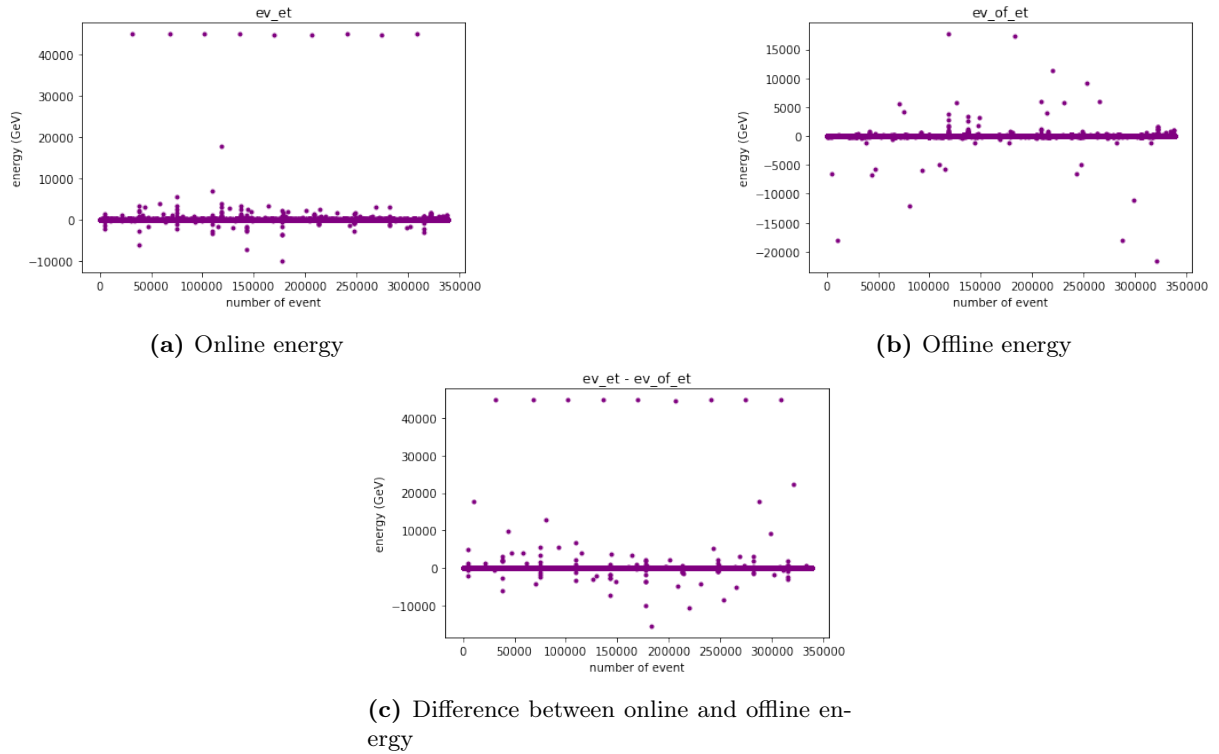 ev_et
energy (GeV)
40000
30000
20000
10000
0
−10000
0 50000 100000 150000 200000 250000 300000 350000
number of event
(a) Online energy
ev_of_et
energy (GeV)
15000
10000
5000
0
−5000
−10000
−15000
−20000
0 50000 100000 150000 200000 250000 300000 350000
number of event
(b) Offline energy
ev_et - ev_of_et
energy (GeV)
40000
30000
20000
10000
0
−10000
0 50000 100000 150000 200000 250000 300000 350000
number of event
(c) Difference between online and offline en-
ergy